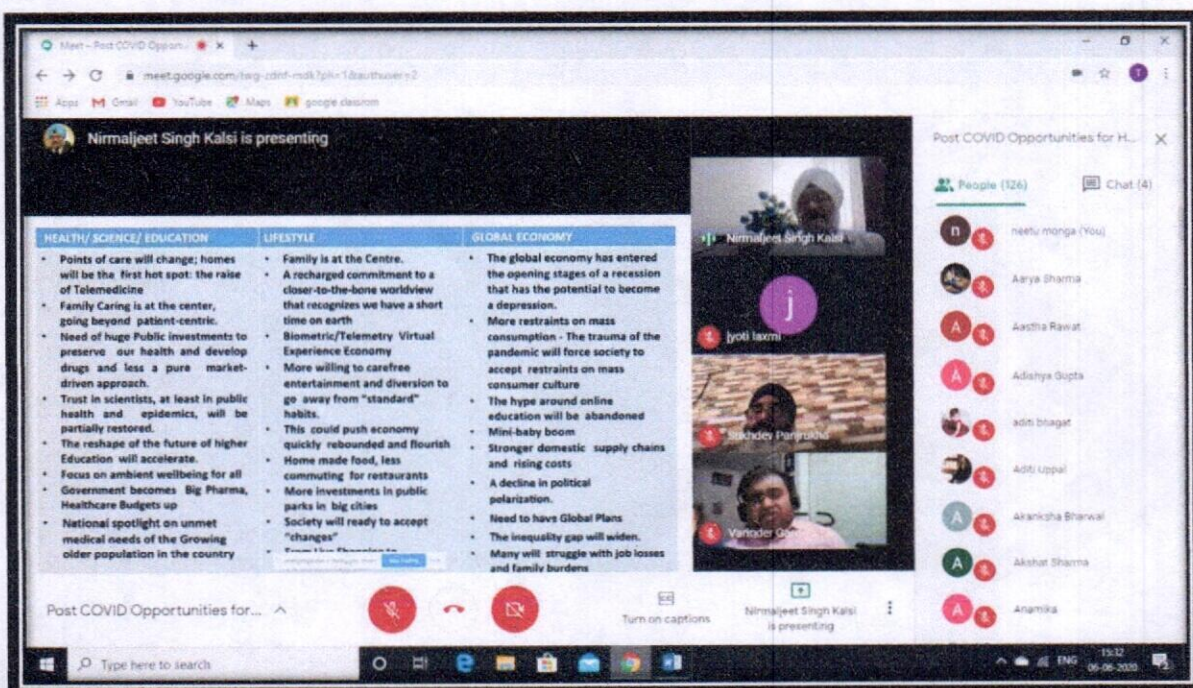 Meet - Post COVID Opportu
meet.google.com/
Apps Gmail YouTube Maps google classroom
Nirmaljeet Singh Kalsi is presenting
HEALTH/ SCIENCE/ EDUCATION
• Points of care will change; homes
will be the first hot spot: the raise
of Telemedicine
• Family Caring is at the center,
going beyond patient-centric.
• Need of huge Public investments to
preserve our health and develop
drugs and less a pure market-
driven approach.
• Trust in scientists, at least in public
health and epidemics, will be
partially restored.
• The reshape of the future of higher
Education will accelerate.
• Focus on ambient wellbeing for all
• Government becomes Big Pharma,
Healthcare Budgets up
• National spotlight on unmet
medical needs of the Growing
older population in the country
LIFESTYLE
• Family is at the Centre.
• A recharged commitment to a
closer-to-the-bone worldview
that recognizes we have a short
time on earth
• Biometric/Telemetry Virtual
Experience Economy
• More willing to carefree
entertainment and diversion to
go away from "standard"
habits.
• This could push economy
quickly rebounded and flourish
• Home made food, less
commuting for restaurants
• More investments in public
parks in big cities
• Society will ready to accept
"changes"
GLOBAL ECONOMY
• The global economy has entered
the opening stages of a recession
that has the potential to become
a depression.
• More restraints on mass
consumption - The trauma of the
pandemic will force society to
accept restraints on mass
consumer culture
• The hype around online
education will be abandoned
• Mini-baby boom
• Stronger domestic supply chains
and rising costs
• A decline in political
polarization.
• Need to have Global Plans
• The inequality gap will widen.
• Many will struggle with job losses
and family burdens
Nirmaljeet Singh Kalsi
j
jyoti laxmi
Sukhdev Panjrukha
Varinder
Post COVID Opportunities for H...
People (126)
Chat (4)
n neetu monga (You)
Aarya Sharma
A Aastha Rawat
A Adishya Gupta
aditi bhagat
Aditi Uppal
A Akanksha Bharwal
A Akshat Sharma
A Anamika
Post COVID Opportunities for...
Turn on captions
Nirmaljeet Singh Kalsi
is presenting
Type here to search
ENG
15:32
06-06-2020